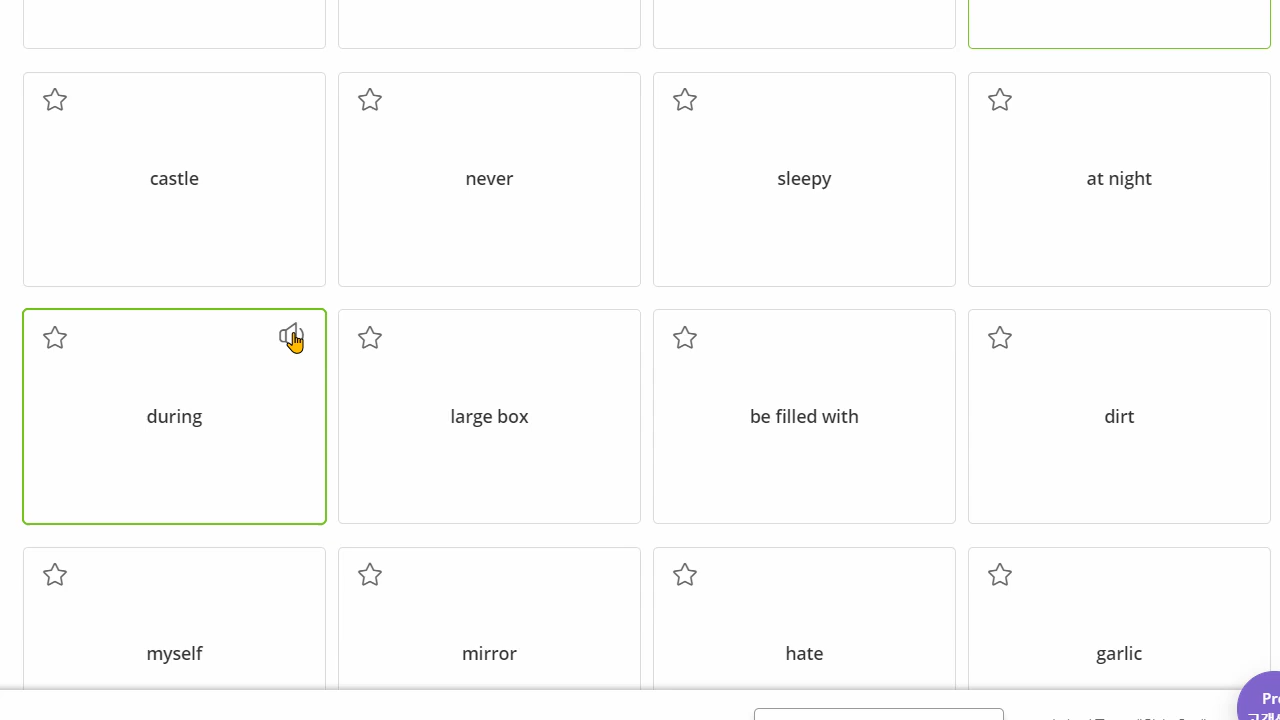 castle
never
sleepy
at night
during
large box
be filled with
dirt
myself
mirror
hate
garlic